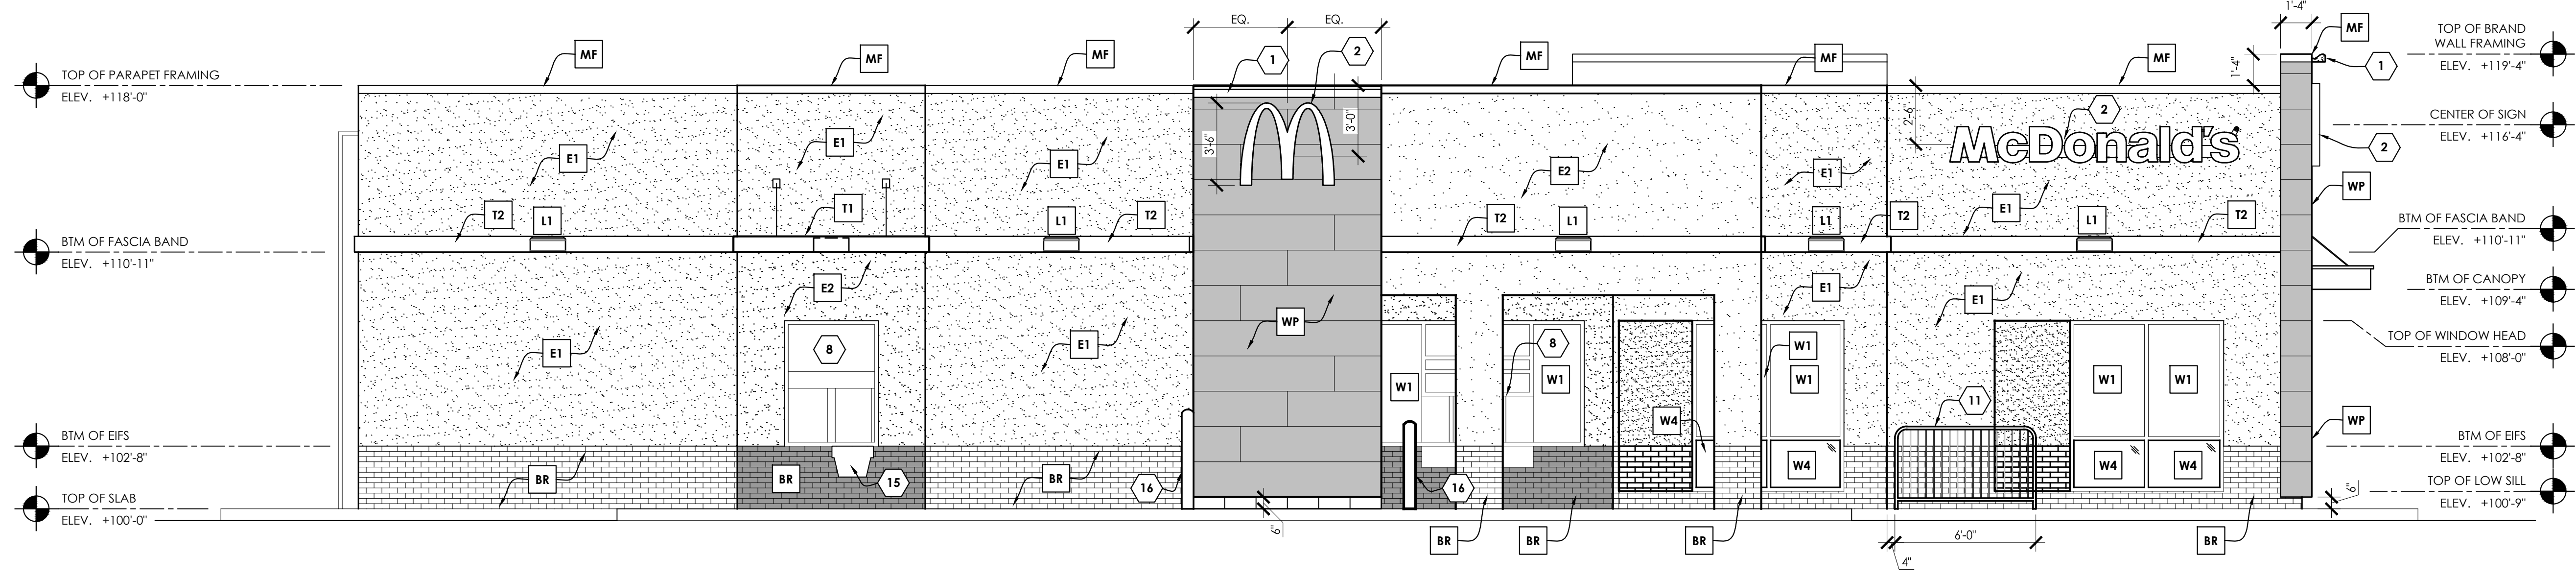 TOP OF PARAPET FRAMING
ELEV. +118'-0"
BTM OF FASCIA BAND
ELEV. +110'-11"
BTM OF EIFS
ELEV. +102'-8"
TOP OF SLAB
ELEV. +100'-0"
MF
MF
MF
EQ.
EQ.
1
2
MF
MF
MF
1'-4"
MF
1'-4"
1
E1
E1
E1
3'-6"
3'-0"
E2
E1
2'-6"
2
McDonald's
2
WP
T2
L1
T1
L1
T2
T2
L1
L1
T2
E1
L1
T2
E2
E1
E1
E1
8
E1
WP
W1
8
W1
W4
W1
W1
W4
11
W1
W1
W4
W4
WP
BR
BR
15
BR
16
16
6"
BR
BR
BR
4"
6'-0"
BR
6"
TOP OF BRAND
WALL FRAMING
ELEV. +119'-4"
CENTER OF SIGN
ELEV. +116'-4"
BTM OF FASCIA BAND
ELEV. +110'-11"
BTM OF CANOPY
ELEV. +109'-4"
TOP OF WINDOW HEAD
ELEV. +108'-0"
BTM OF EIFS
ELEV. +102'-8"
TOP OF LOW SILL
ELEV. +100'-9"